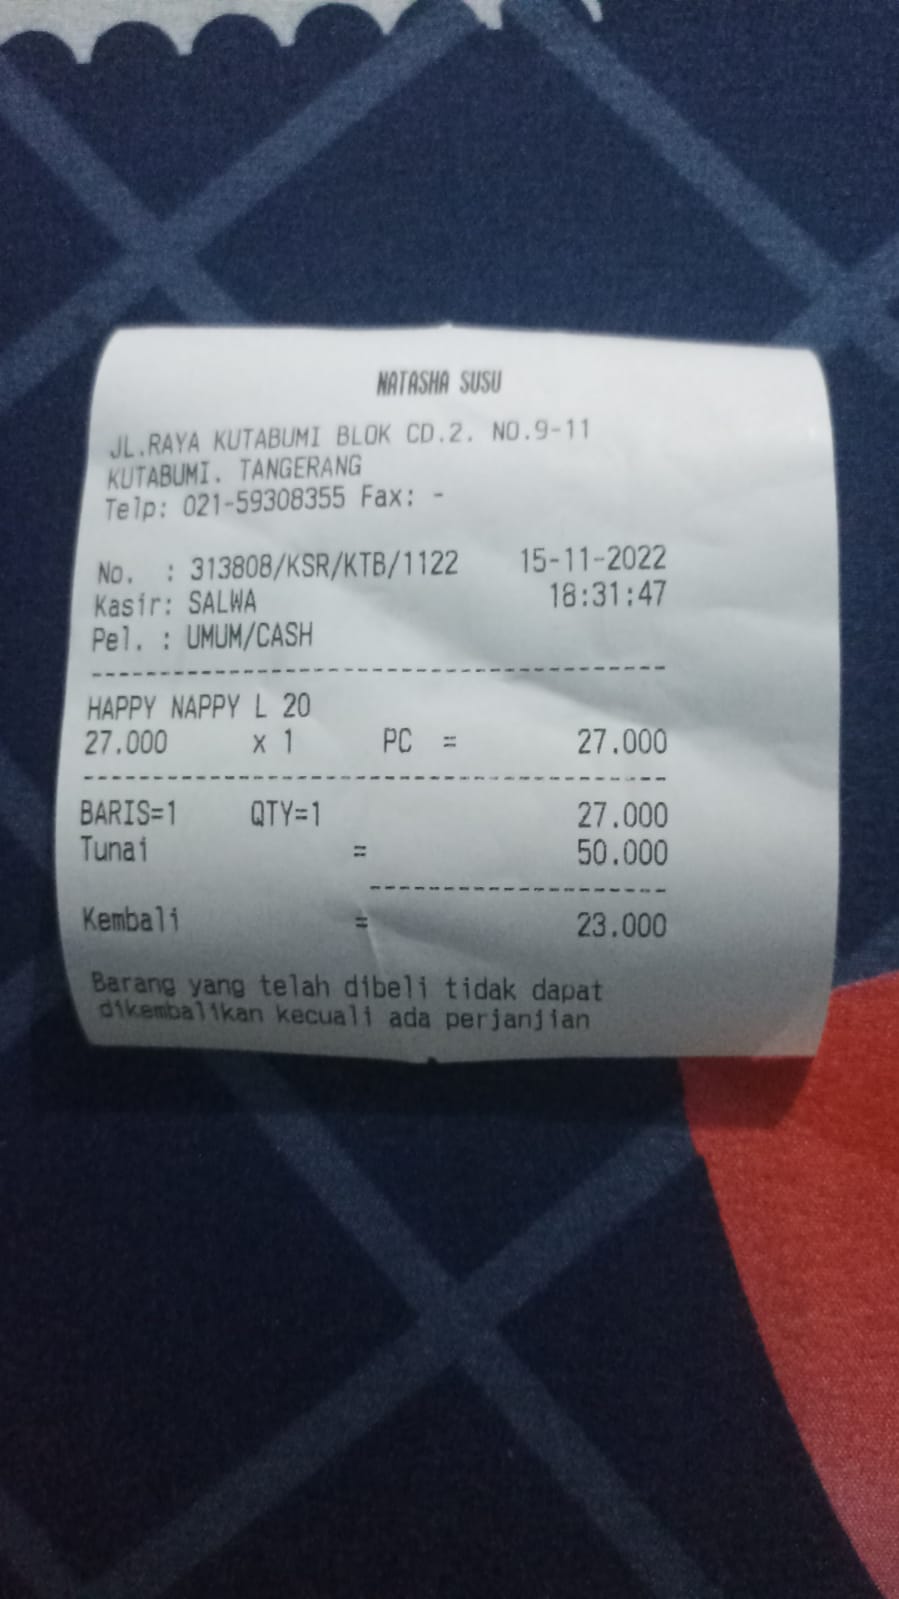 NATASHA SUSU
JL.RAYA KUTABUMI BLOK CD.2. NO.9-11
KUTABUMI. TANGERANG
Telp: 021-59308355 Fax: -
No. : 313808/KSR/KTB/1122 15-11-2022
Kasir: SALWA 18:31:47
Pel. : UMUM/CASH
HAPPY NAPPY L 20
27.000 x 1 PC = 27.000
BARIS=1 QTY=1 27.000
Tunai = 50.000
Kembali = 23.000
Barang yang telah dibeli tidak dapat
dikembalikan kecuali ada perjanjian